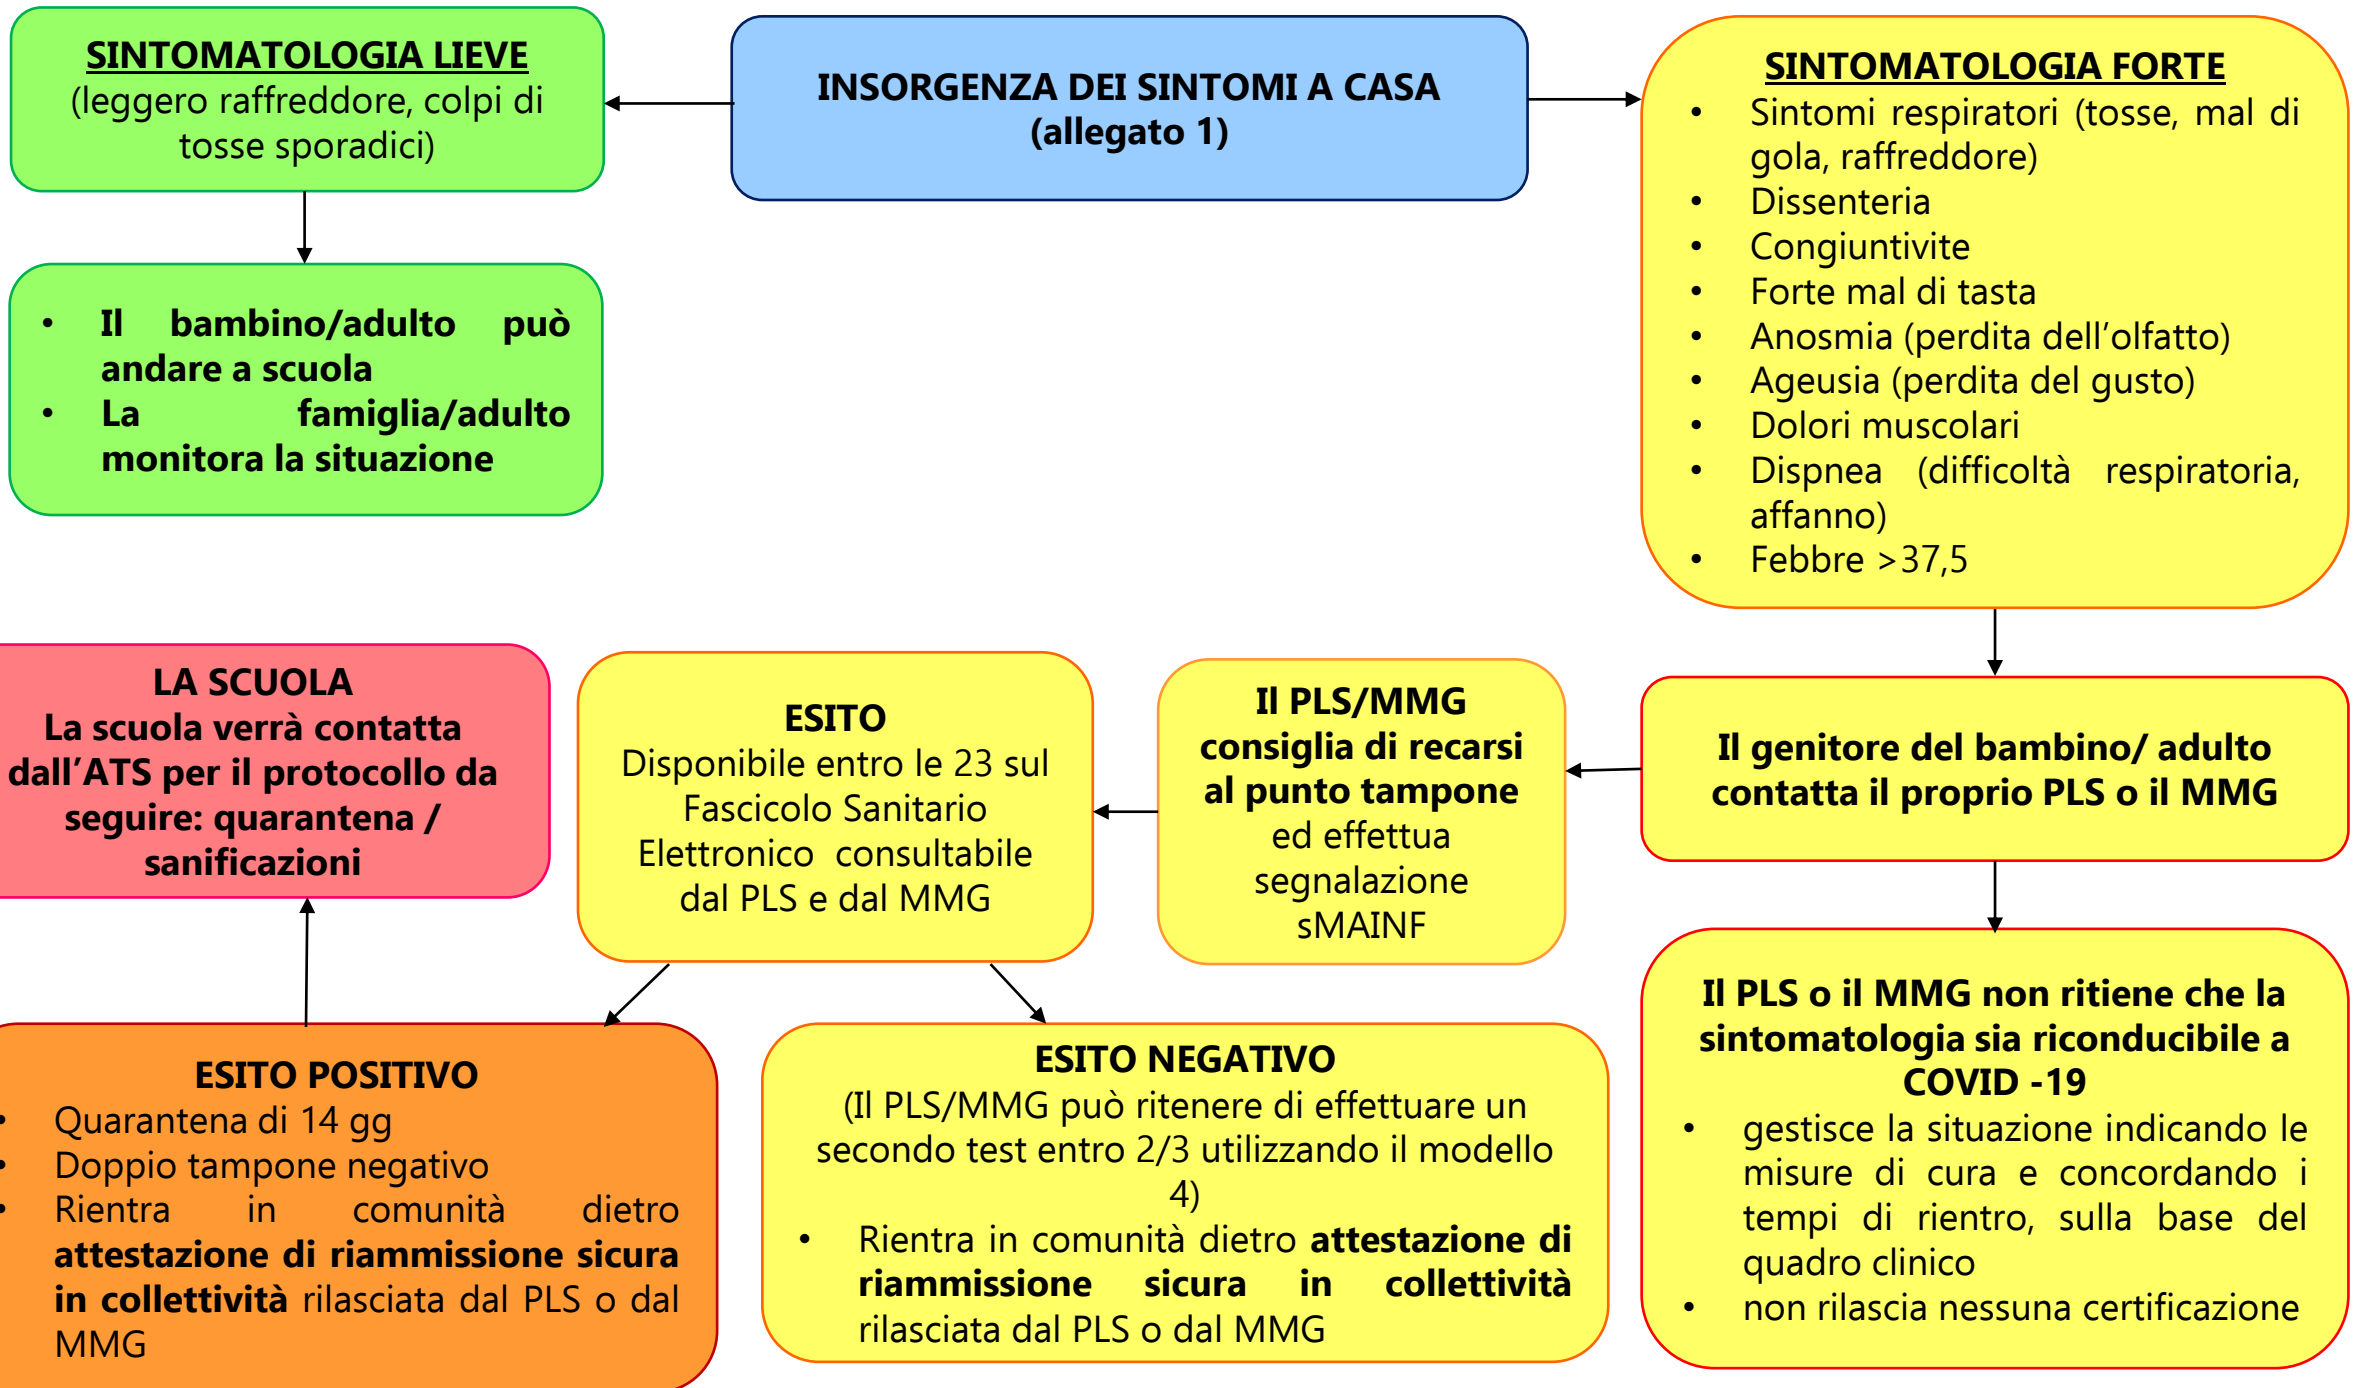 SINTOMATOLOGIA LIEVE
(leggero raffreddore, colpi di
tosse sporadici)
INSORGENZA DEI SINTOMI A CASA
(allegato 1)
SINTOMATOLOGIA FORTE
• Sintomi respiratori (tosse, mal di
gola, raffreddore)
• Dissenteria
• Congiuntivite
• Forte mal di tasta
• Anosmia (perdita dell’olfatto)
• Ageusia (perdita del gusto)
• Dolori muscolari
• Dispnea (difficoltà respiratoria,
affanno)
• Febbre >37,5
• Il bambino/adulto può
andare a scuola
• La famiglia/adulto
monitora la situazione
LA SCUOLA
La scuola verrà contatta
dall’ATS per il protocollo da
seguire: quarantena /
sanificazioni
ESITO
Disponibile entro le 23 sul
Fascicolo Sanitario
Elettronico consultabile
dal PLS e dal MMG
Il PLS/MMG
consiglia di recarsi
al punto tampone
ed effettua
segnalazione
sMAINF
Il genitore del bambino/ adulto
contatta il proprio PLS o il MMG
ESITO POSITIVO
• Quarantena di 14 gg
• Doppio tampone negativo
• Rientra in comunità dietro
attestazione di riammissione sicura
in collettività rilasciata dal PLS o dal
MMG
ESITO NEGATIVO
(Il PLS/MMG può ritenere di effettuare un
secondo test entro 2/3 utilizzando il modello
4)
• Rientra in comunità dietro attestazione di
riammissione sicura in collettività
rilasciata dal PLS o dal MMG
Il PLS o il MMG non ritiene che la
sintomatologia sia riconducibile a
COVID -19
• gestisce la situazione indicando le
misure di cura e concordando i
tempi di rientro, sulla base del
quadro clinico
• non rilascia nessuna certificazione